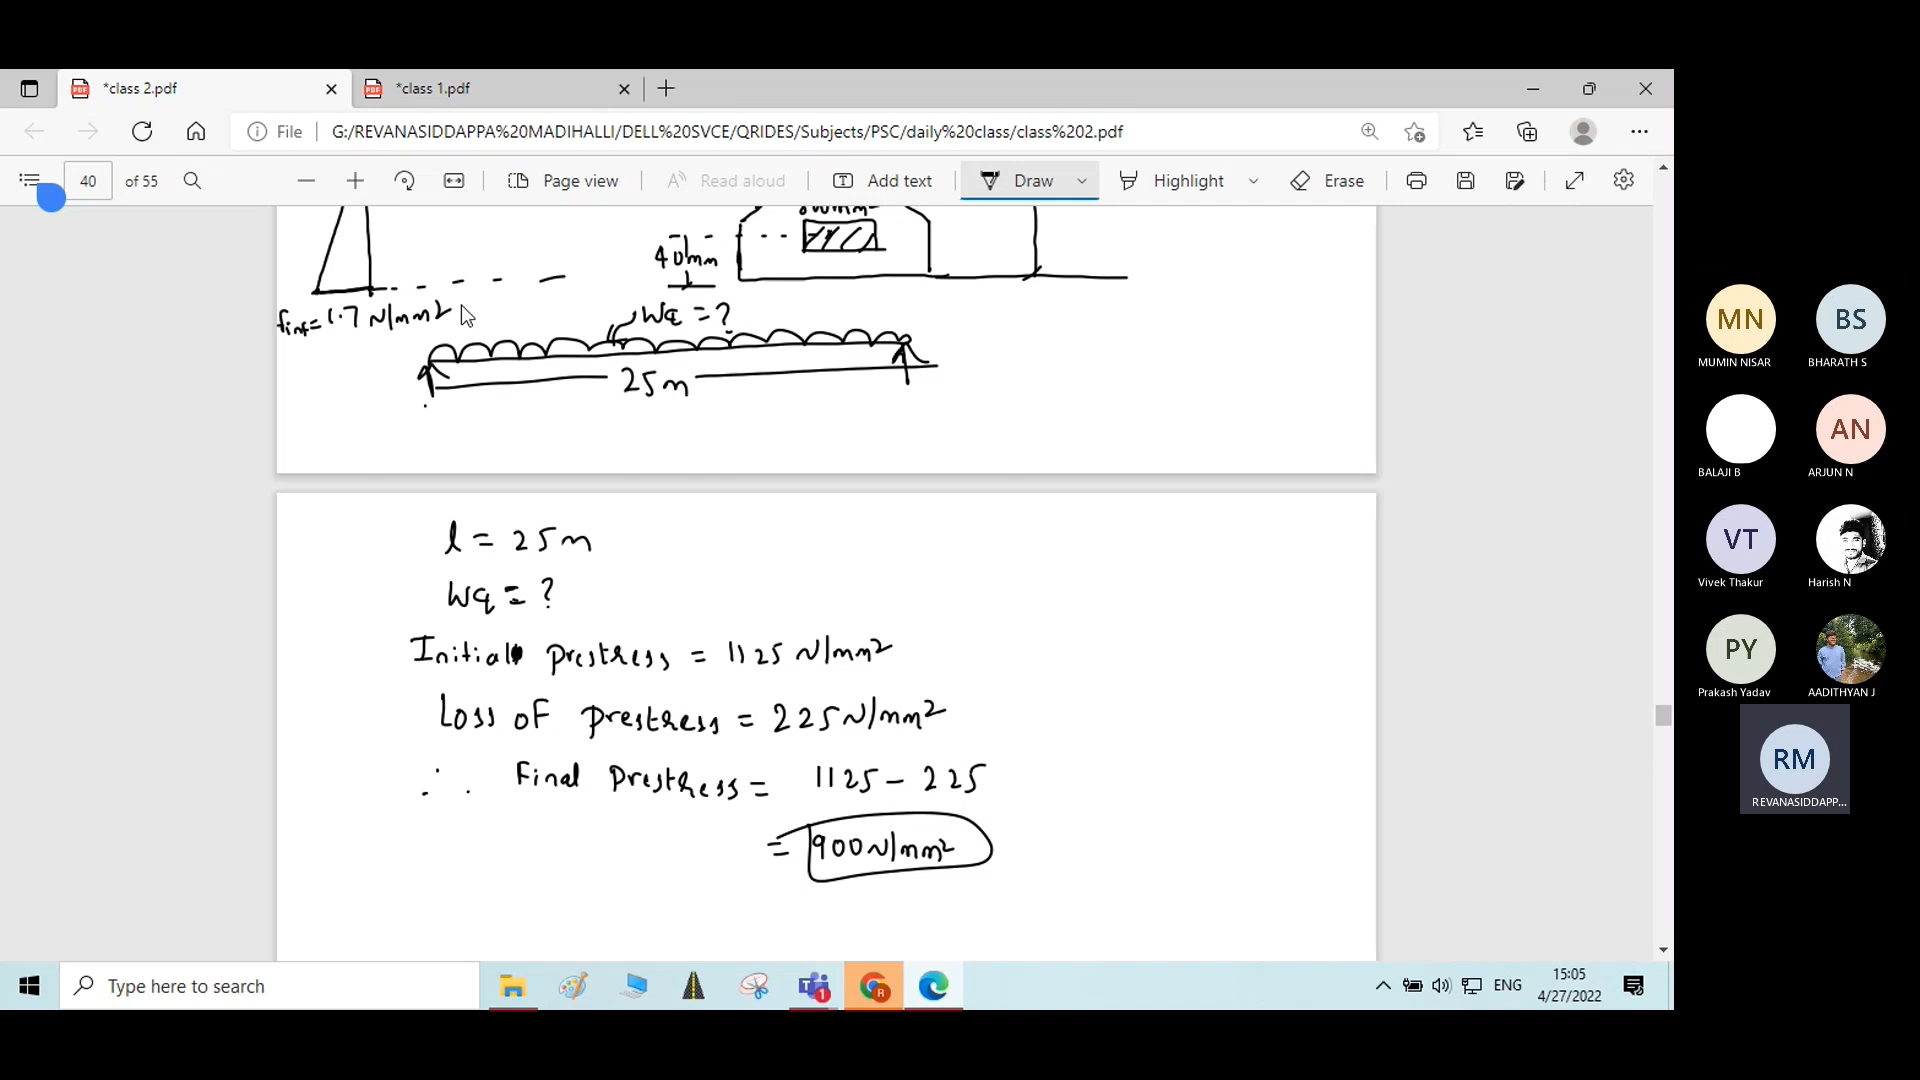 *class 2.pdf
*class 1.pdf
File
G:/REVANASIDDAPPA%20MADIHALLI/DELL%20SVCE/QRIDES/Subjects/PSC/daily%20class/class%202.pdf
40 of 55
Page view
Read aloud
Add text
Draw
Highlight
Erase
40mm
finf = 1.7 N/mm2
Wq = ?
25m
l = 25m
Wq = ?
Initial prestress = 1125 N/mm2
Loss of prestress = 225 N/mm2
∴ Final Prestress = 1125 - 225
= 900 N/mm2
MN
BS
MUMIN NISAR
BHARATH S
AN
BALAJI B
ARJUN N
VT
Vivek Thakur
Harish N
PY
Prakash Yadav
AADITHYAN J
RM
REVANASIDDAPP...
Type here to search
1
R
ENG
15:05
4/27/2022